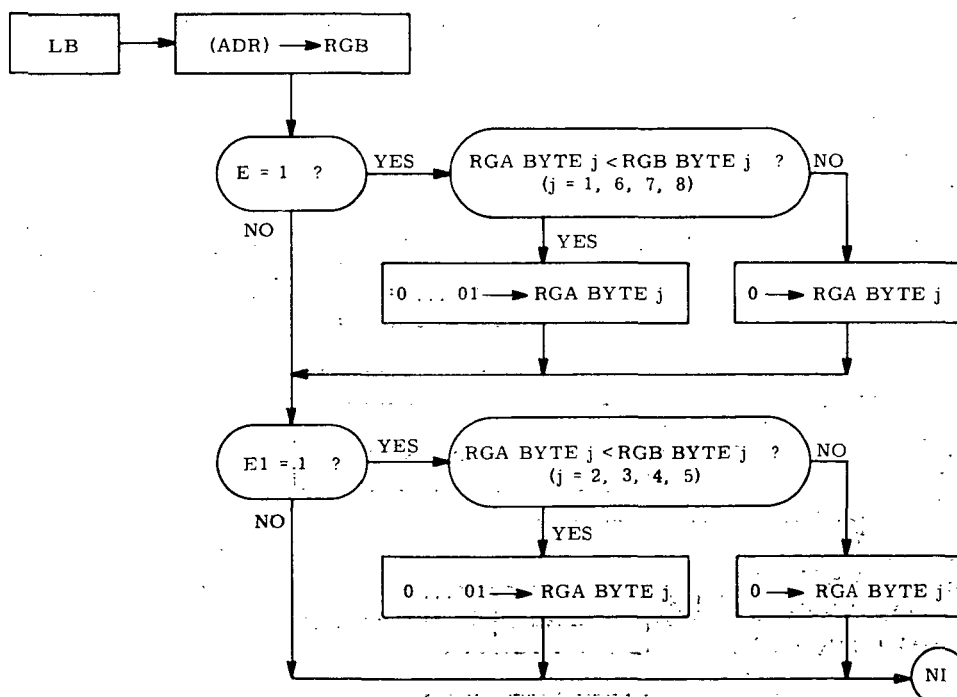 LB
(ADR) → RGB
E = 1 ?
YES
RGA BYTE j < RGB BYTE j ?
(j = 1, 6, 7, 8)
NO
NO
YES
0 ... 01 → RGA BYTE j
0 → RGA BYTE j
E1 = 1 ?
YES
RGA BYTE j < RGB BYTE j ?
(j = 2, 3, 4, 5)
NO
NO
YES
0 ... 01 → RGA BYTE j
0 → RGA BYTE j
NI